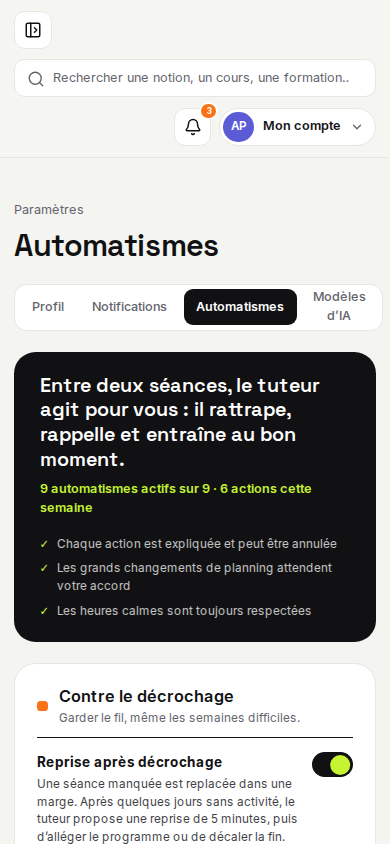 Rechercher une notion, un cours, une formation..
3
AP Mon compte
Paramètres
Automatismes
Profil Notifications Automatismes Modèles d’IA
Entre deux séances, le tuteur
agit pour vous : il rattrape,
rappelle et entraîne au bon
moment.
9 automatismes actifs sur 9 · 6 actions cette
semaine
✓ Chaque action est expliquée et peut être annulée
✓ Les grands changements de planning attendent
votre accord
✓ Les heures calmes sont toujours respectées
Contre le décrochage
Garder le fil, même les semaines difficiles.
Reprise après décrochage
Une séance manquée est replacée dans une
marge. Après quelques jours sans activité, le
tuteur propose une reprise de 5 minutes, puis
d’alléger le programme ou de décaler la fin.